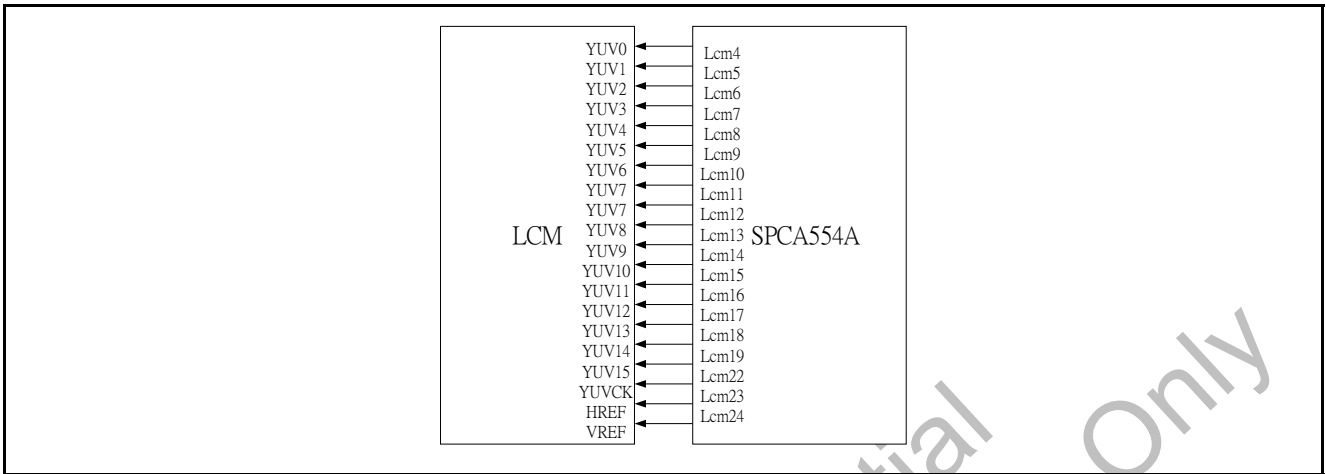 YUV0
YUV1
YUV2
YUV3
YUV4
YUV5
YUV6
YUV7
YUV7
YUV8
YUV9
YUV10
YUV11
YUV12
YUV13
YUV14
YUV15
YUVCK
HREF
VREF
LCM
Lcm4
Lcm5
Lcm6
Lcm7
Lcm8
Lcm9
Lcm10
Lcm11
Lcm12
Lcm13
Lcm14
Lcm15
Lcm16
Lcm17
Lcm18
Lcm19
Lcm22
Lcm23
Lcm24
SPCA554A
tial
Only